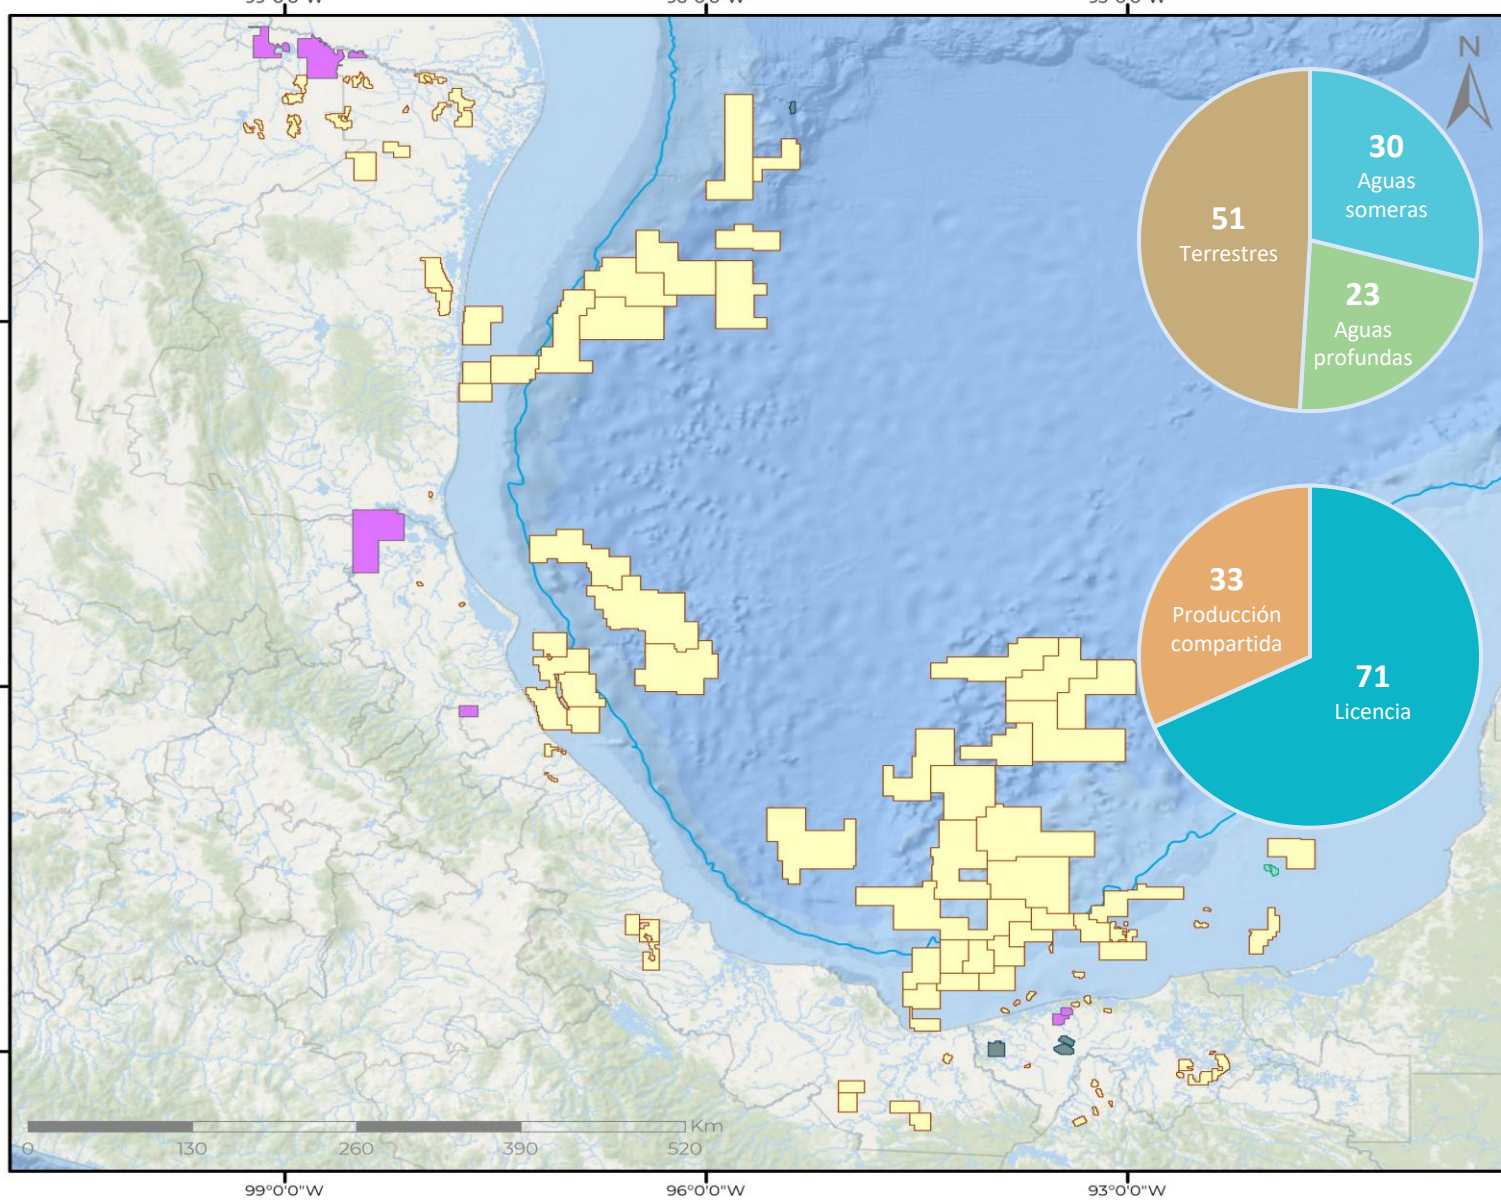 N
30
Aguas
someras
51
Terrestres
23
Aguas
profundas
33
Producción
compartida
71
Licencia
Km
0 130 260 390 520
99°0'0"W 96°0'0"W 93°0'0"W